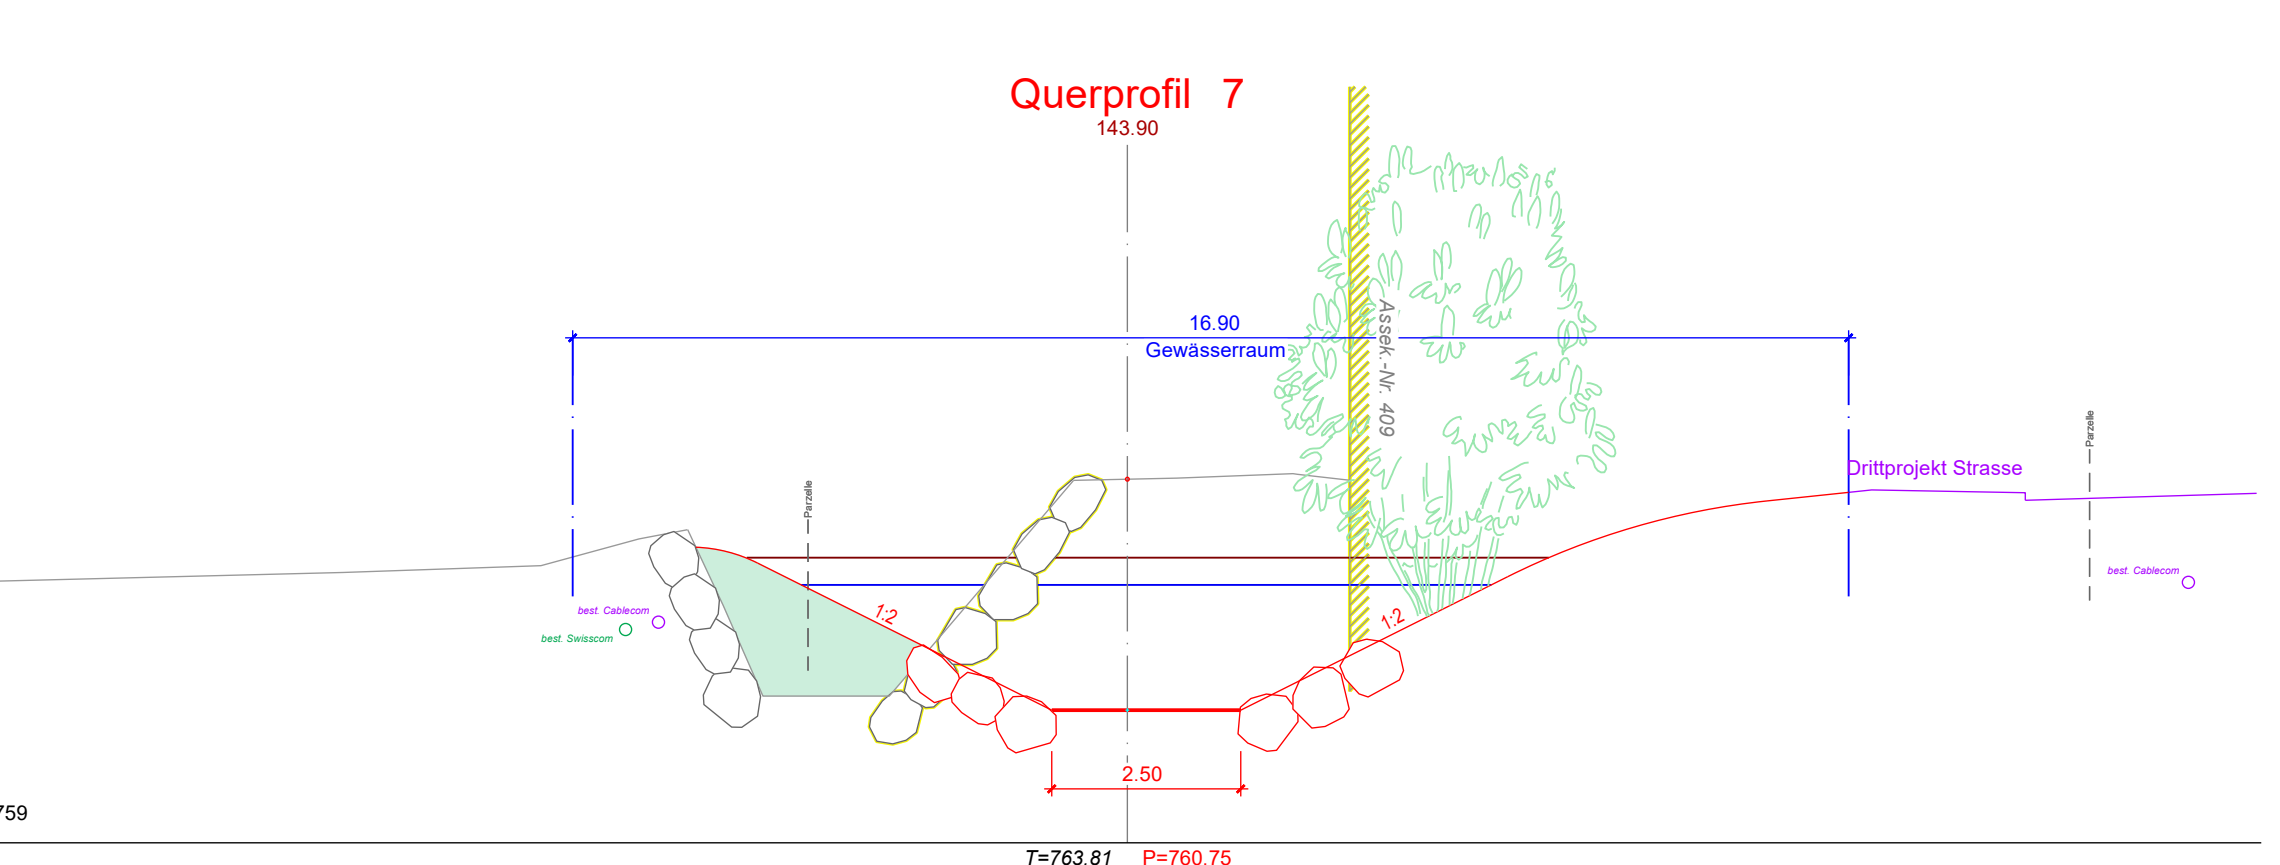 Querprofil 7
143.90
16.90
Gewässerraum
Assek.-Nr. 409
Parzelle
Drittprojekt Strasse
Parzelle
best. Cablecom
best. Cablecom
best. Swisscom
1:2
1:2
2.50
759
T=763.81 P=760.75